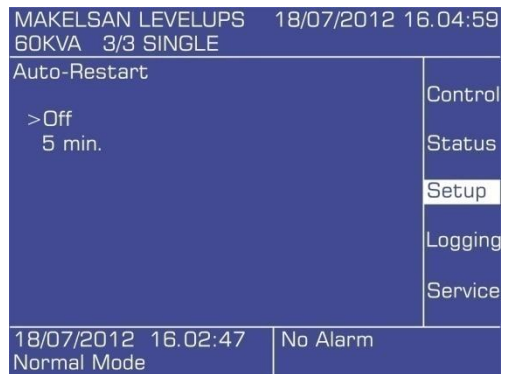 MAKELSAN LEVELUPS 18/07/2012 16.04:59
60KVA 3/3 SINGLE
Auto-Restart
>Off
5 min.
Control
Status
Setup
Logging
Service
18/07/2012 16.02:47 No Alarm
Normal Mode